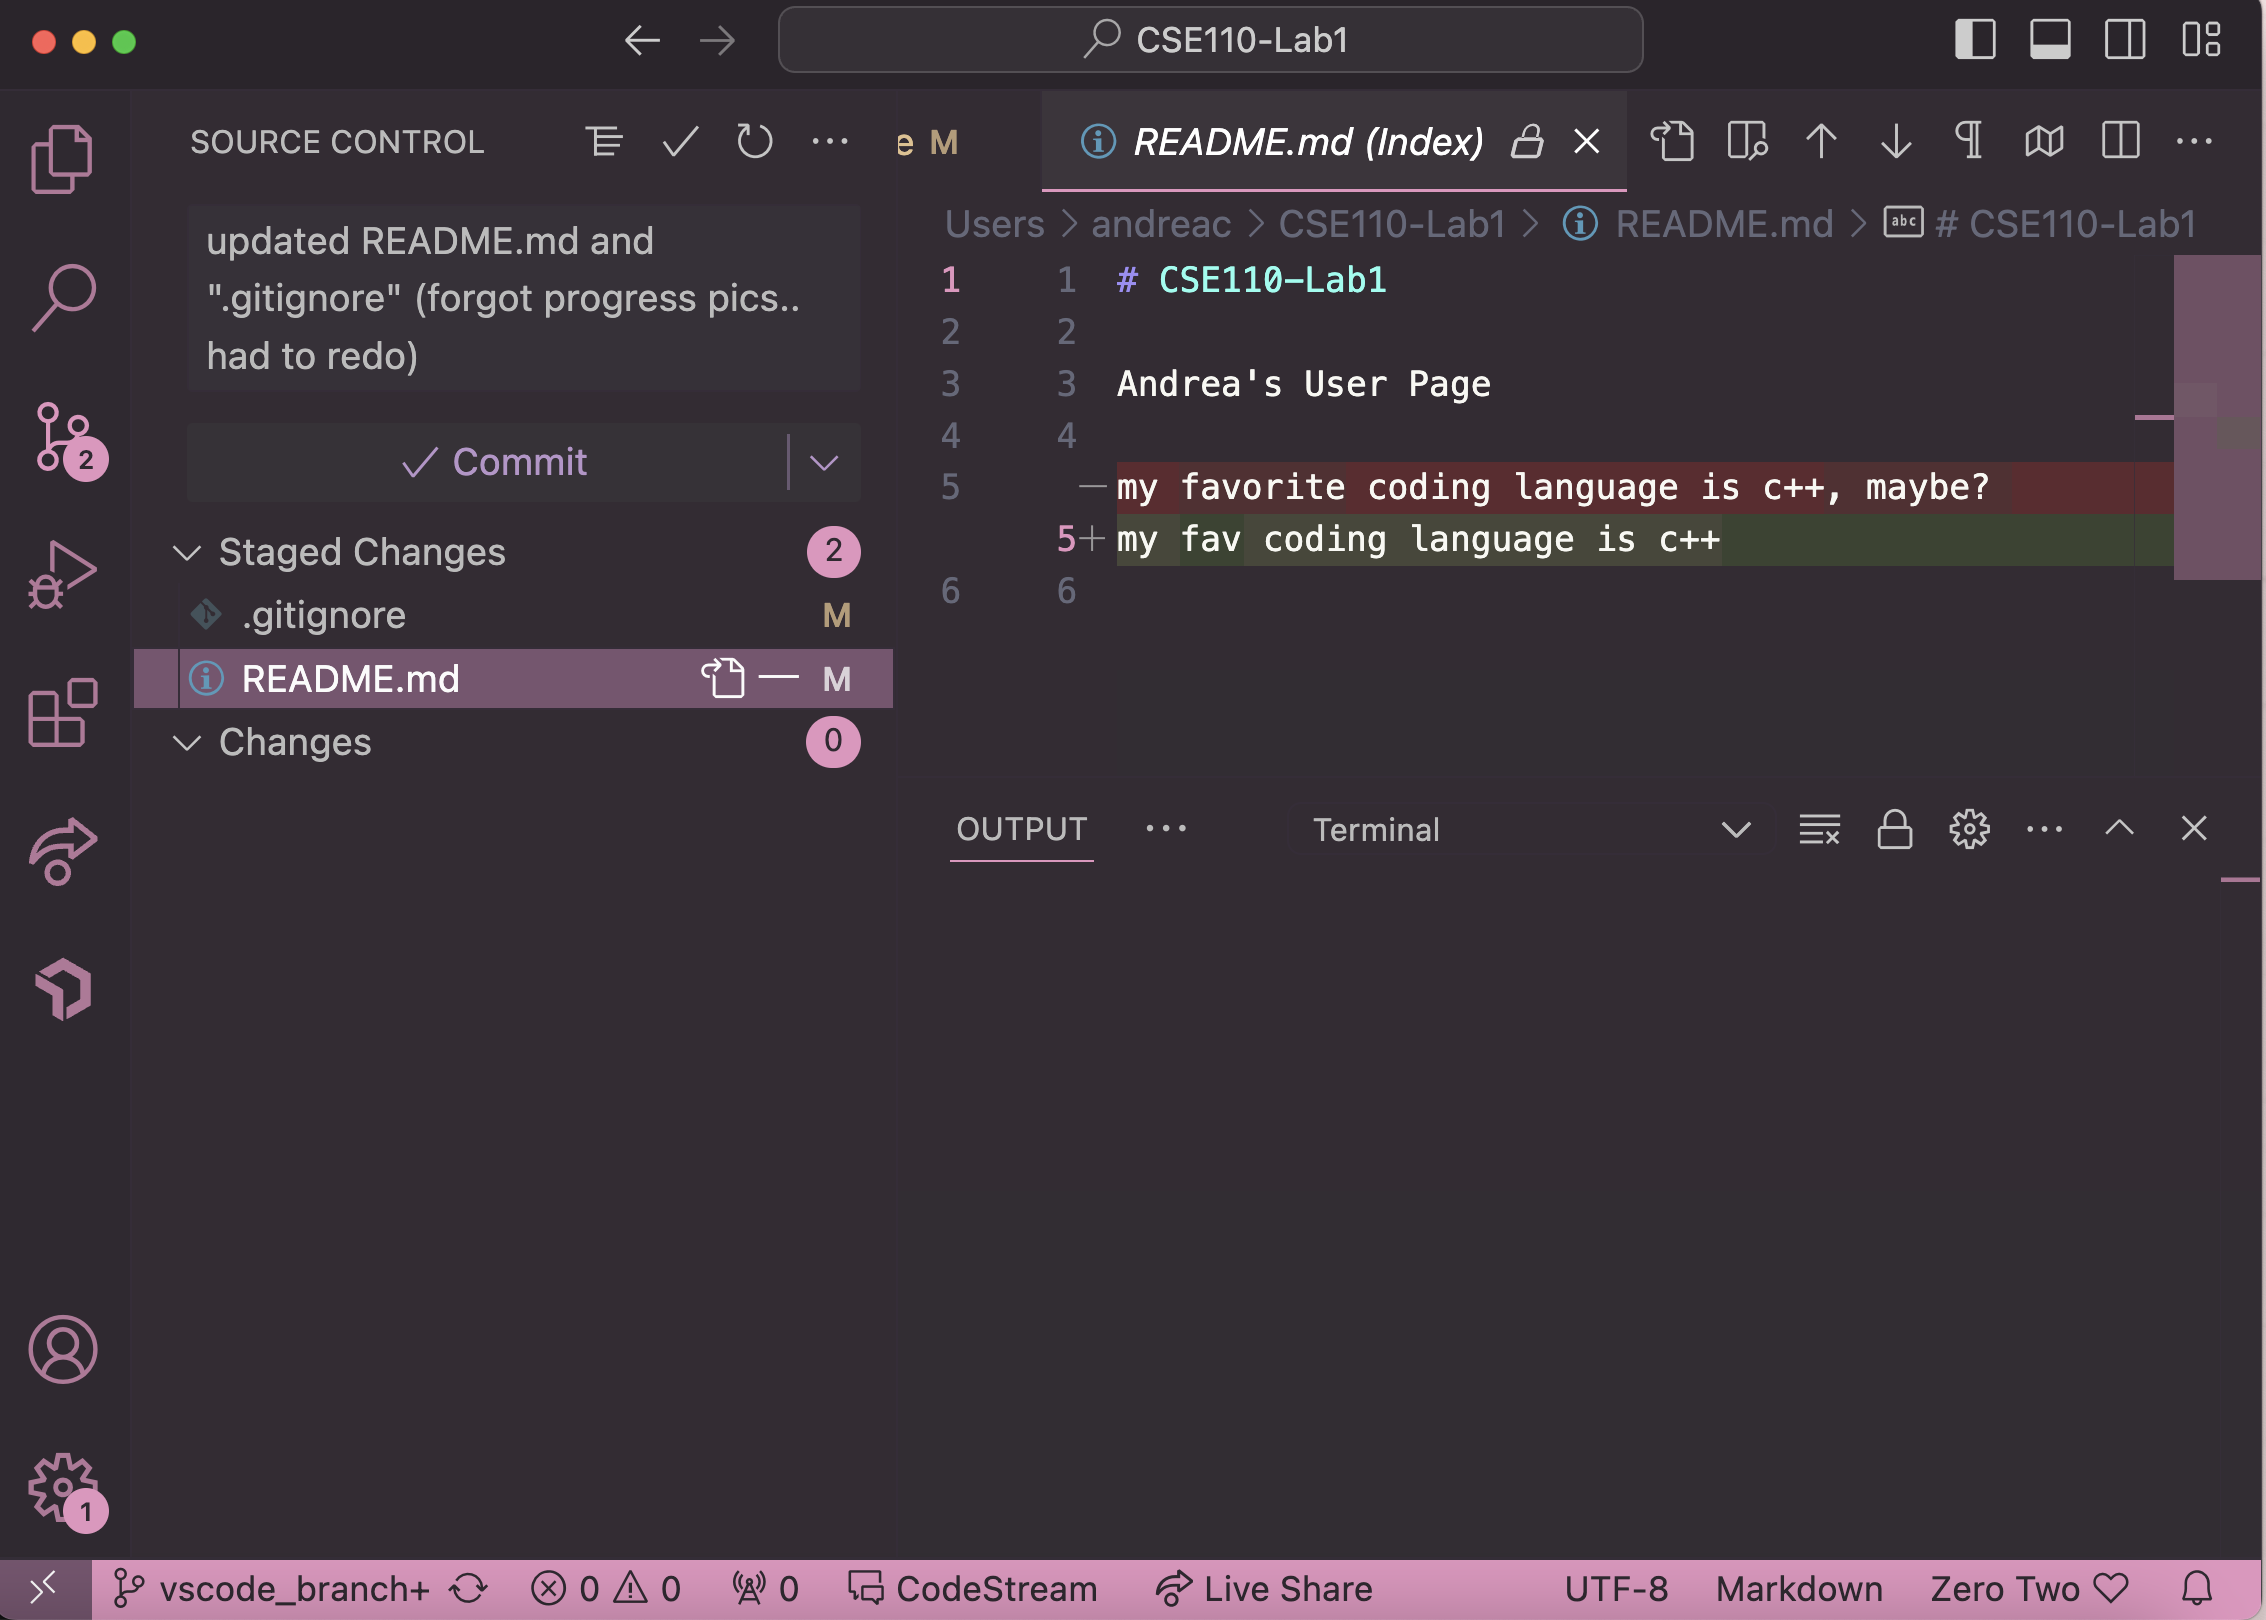 CSE110-Lab1
SOURCE CONTROL
e M
README.md (Index)
Users > andreac > CSE110-Lab1 > README.md > abc # CSE110-Lab1
updated README.md and
".gitignore" (forgot progress pics..
had to redo)
Commit
Staged Changes 2
.gitignore M
README.md M
Changes 0
1 1 # CSE110-Lab1
2 2
3 3 Andrea's User Page
4 4
5 — my favorite coding language is c++, maybe?
5+ my fav coding language is c++
6 6
OUTPUT
Terminal
2
1
vscode_branch+ 0 0 0 CodeStream Live Share UTF-8 Markdown Zero Two ♡